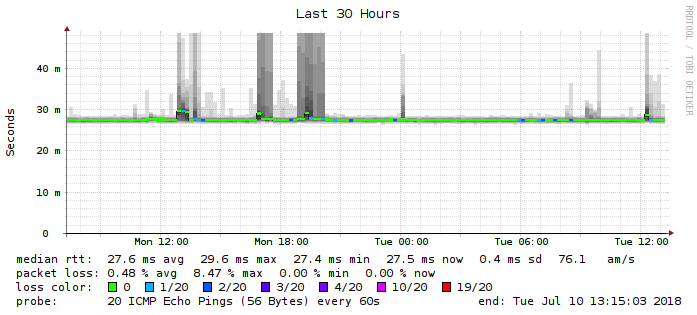 Last 30 Hours
RRDTOOL / TOBI OETIKER
Seconds
40 m
30 m
20 m
10 m
0
Mon 12:00 Mon 18:00 Tue 00:00 Tue 06:00 Tue 12:00
median rtt: 27.6 ms avg 29.6 ms max 27.4 ms min 27.5 ms now 0.4 ms sd 76.1 am/s
packet loss: 0.48 % avg 8.47 % max 0.00 % min 0.00 % now
loss color: 0 1/20 2/20 3/20 4/20 10/20 19/20
probe: 20 ICMP Echo Pings (56 Bytes) every 60s end: Tue Jul 10 13:15:03 2018